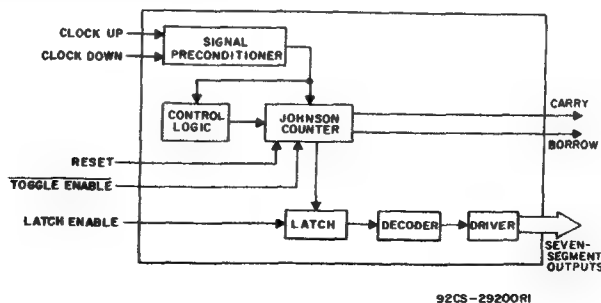 CLOCK UP
CLOCK DOWN
SIGNAL
PRECONDITIONER
CONTROL
LOGIC
JOHNSON
COUNTER
CARRY
BORROW
RESET
TOGGLE ENABLE
LATCH ENABLE
LATCH
DECODER
DRIVER
SEVEN-
SEGMENT
OUTPUTS
92CS-29200RI